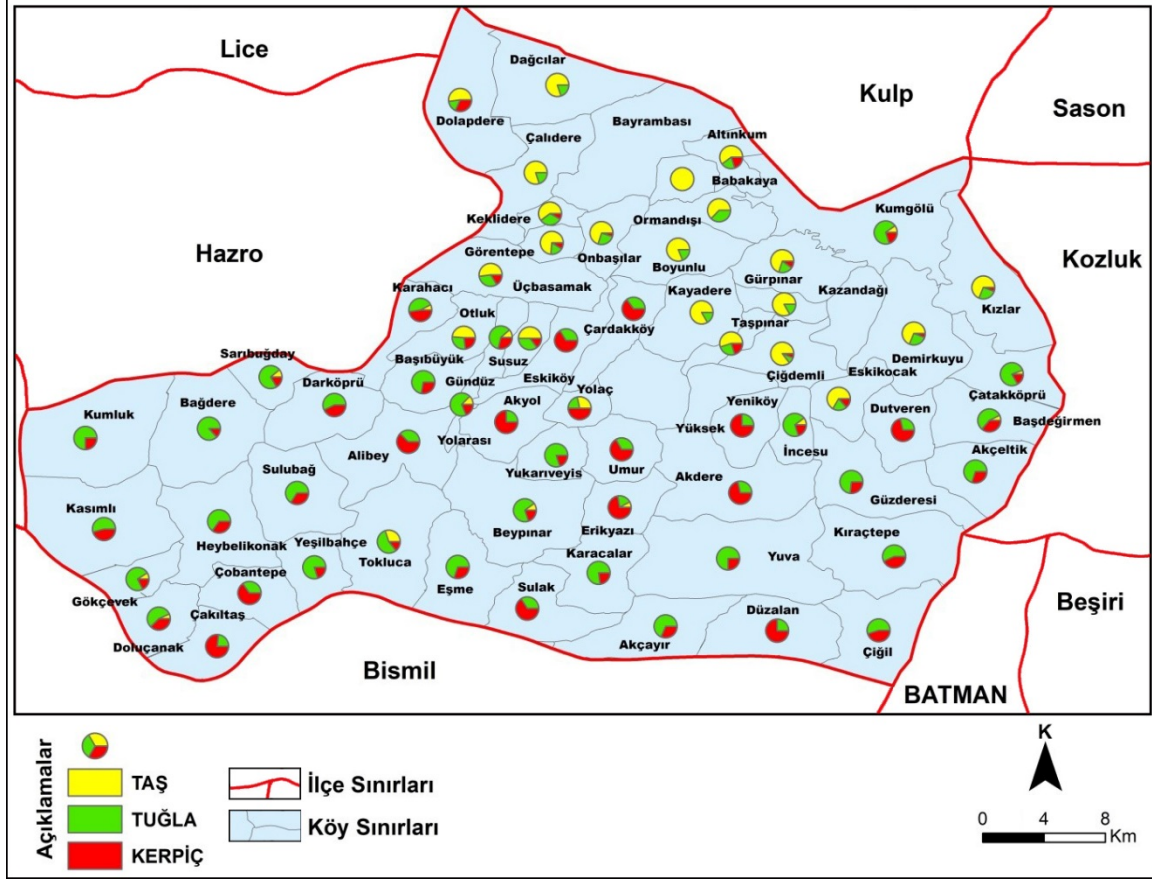 Lice
Kulp
Sason
Hazro
Kozluk
Beşiri
BATMAN
Bismil
Dağcılar
Dolapdere
Bayrambası
Çalıdere
Altınkum
Babakaya
Keklidere
Ormandışı
Kumgölü
Görentepe
Onbaşılar
Boyunlu
Gürpınar
Üçbasamak
Karahacı
Kayadere
Kazandağı
Kızlar
Otluk
Çardakköy
Taşpınar
Sarıbuğday
Başıbüyük
Susuz
Demirkuyu
Darköprü
Gündüz
Eskiköy
Çiğdemli
Eskikocak
Çatakköprü
Kumluk
Bağdere
Akyol
Yolaç
Yeniköy
Dutveren
Başdeğirmen
Alibey
Yolarası
Yüksek
İncesu
Sulubağ
Yukarıveyis
Umur
Akdere
Akçeltik
Güzderesi
Kasımlı
Heybelikonak
Yeşilbahçe
Beypınar
Erikyazı
Kıraçtepe
Tokluca
Karacalar
Yuva
Çobantepe
Eşme
Sulak
Gökçevek
Çakıltaş
Düzalan
Doluçanak
Akçayır
Çiğil
Açıklamalar
TAŞ
TUĞLA
KERPİÇ
İlçe Sınırları
Köy Sınırları
K
0 4 8
Km